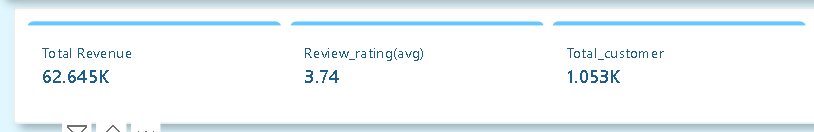 Total Revenue
62.645K
Review_rating(avg)
3.74
Total_customer
1.053K